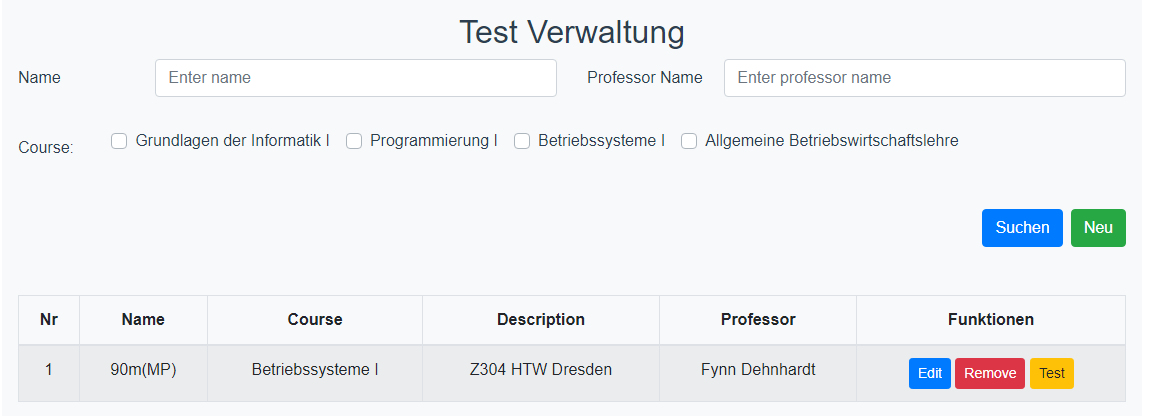 Test Verwaltung
Name Enter name Professor Name Enter professor name
Course: Grundlagen der Informatik I Programmierung I Betriebssysteme I Allgemeine Betriebswirtschaftslehre
Suchen Neu
Nr Name Course Description Professor Funktionen
1 90m(MP) Betriebssysteme I Z304 HTW Dresden Fynn Dehnhardt Edit Remove Test